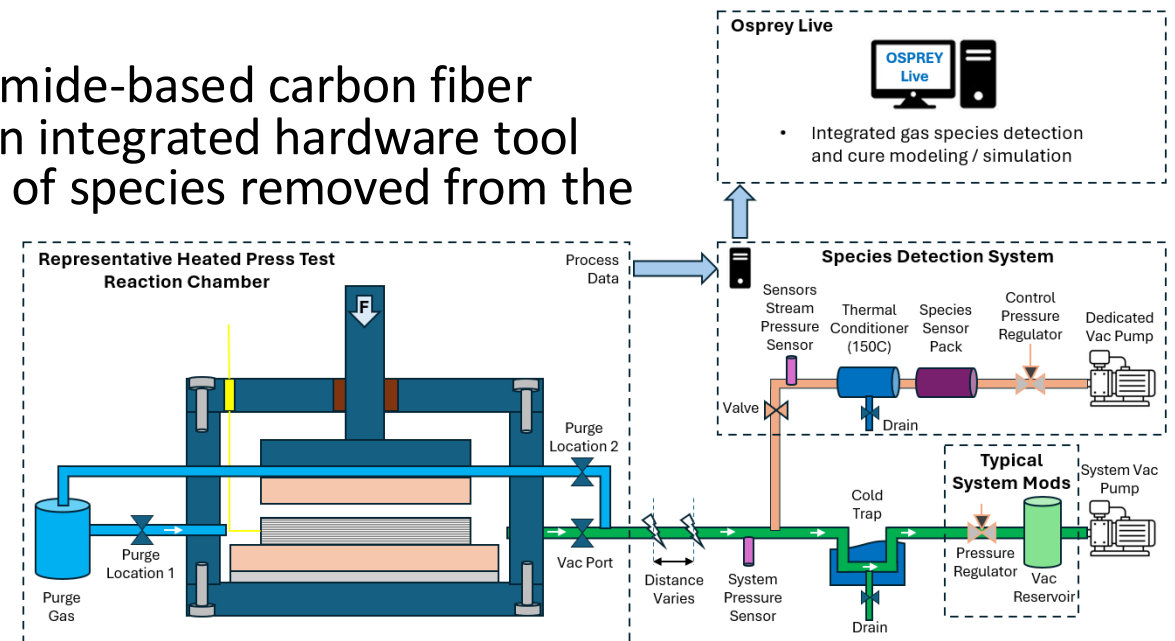 mide-based carbon fiber
n integrated hardware tool
of species removed from the
Osprey Live
OSPREY
Live
• Integrated gas species detection
and cure modeling / simulation
Representative Heated Press Test
Reaction Chamber
Process
Data
F
Purge
Location 2
Purge
Location 1
Purge
Gas
Vac Port
Distance
Varies
System
Pressure
Sensor
Species Detection System
Sensors
Stream
Pressure
Sensor
Thermal
Conditioner
(150C)
Species
Sensor
Pack
Control
Pressure
Regulator
Dedicated
Vac Pump
Valve
Drain
Cold
Trap
Drain
Typical
System Mods
Pressure
Regulator
Vac
Reservoir
System Vac
Pump